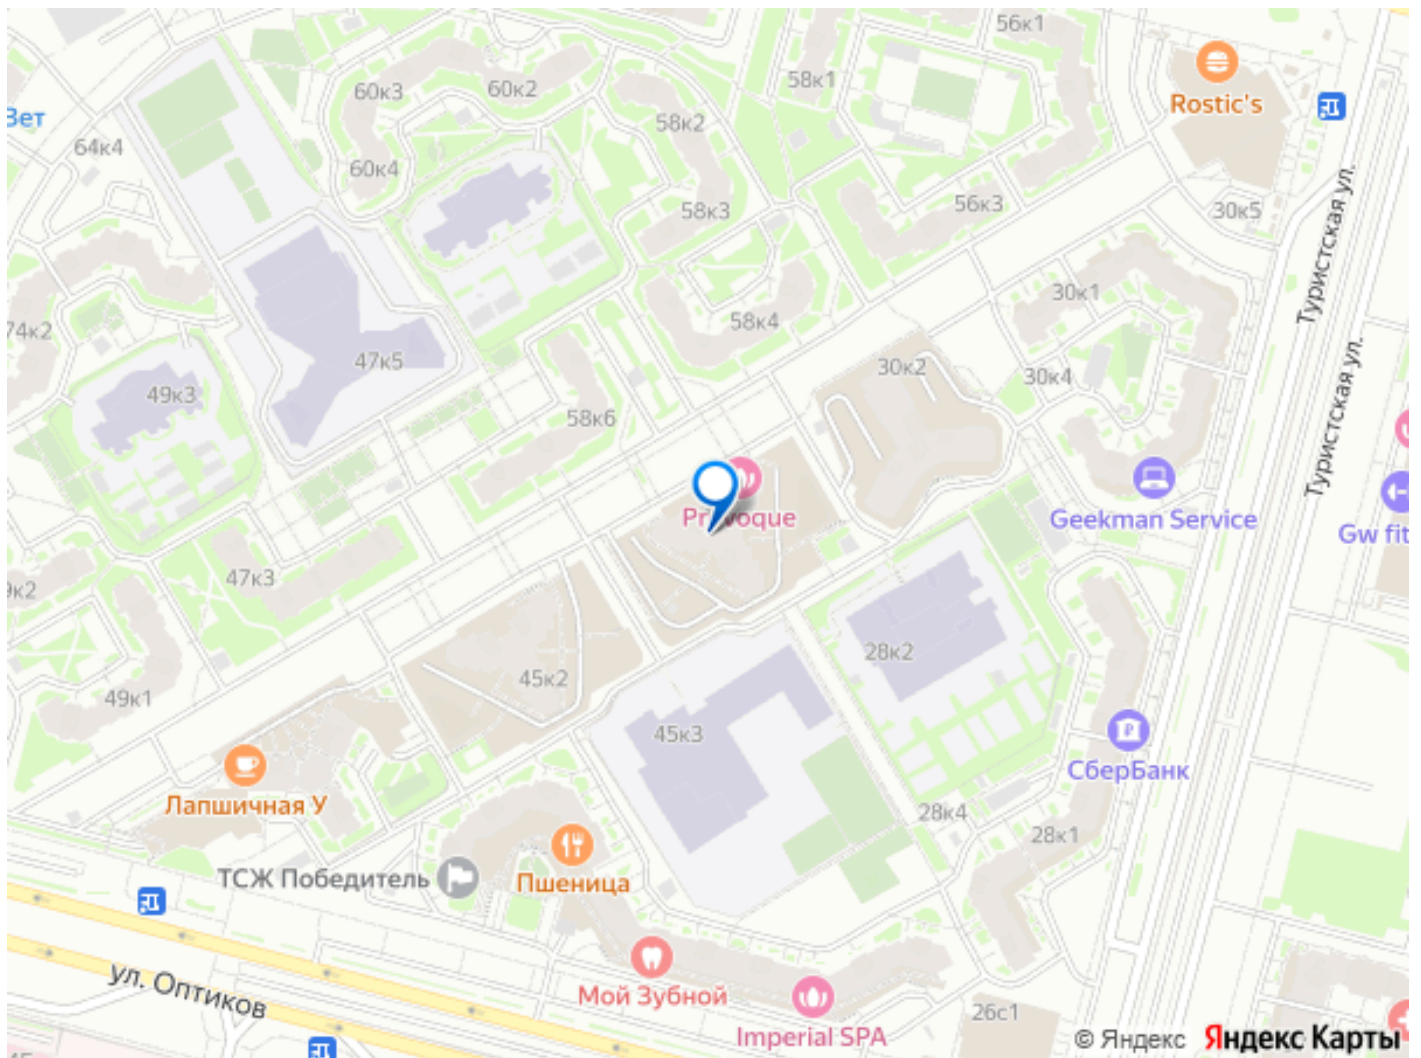 56к1
58к1
Rostic's
60к3
60к2
Вет
64к4
58к2
60к4
58к3
56к3
30к5
Туристская ул.
30к1
74к2
58к4
47к5
30к2
30к4
49к3
58к6
Туристская ул.
Geekman Service
Gw fit
47к3
28к2
45к2
49к1
45к3
СберБанк
Лапшичная У
28к4
28к1
ТСЖ Победитель
Пшеница
ул. Оптиков
Мой Зубной
26с1
Imperial SPA
© Яндекс Яндекс Карты